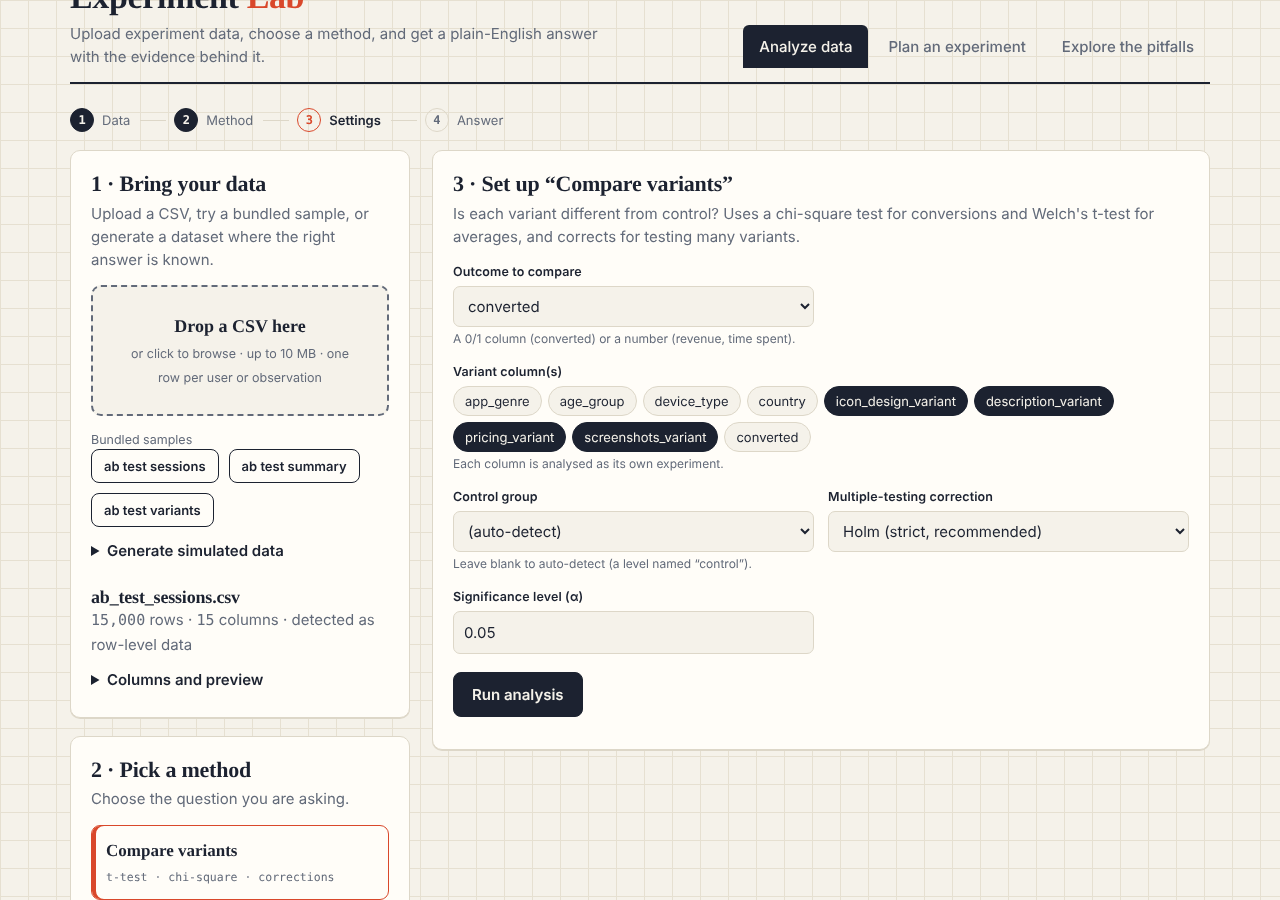 Experiment Lab
Upload experiment data, choose a method, and get a plain-English answer
with the evidence behind it.
Analyze data
Plan an experiment
Explore the pitfalls
1 Data
2 Method
3 Settings
4 Answer
1 · Bring your data
Upload a CSV, try a bundled sample, or
generate a dataset where the right
answer is known.
Drop a CSV here
or click to browse · up to 10 MB · one
row per user or observation
Bundled samples
ab test sessions
ab test summary
ab test variants
Generate simulated data
ab_test_sessions.csv
15,000 rows · 15 columns · detected as
row-level data
Columns and preview
2 · Pick a method
Choose the question you are asking.
Compare variants
t-test · chi-square · corrections
3 · Set up “Compare variants”
Is each variant different from control? Uses a chi-square test for conversions and Welch's t-test for
averages, and corrects for testing many variants.
Outcome to compare
converted
A 0/1 column (converted) or a number (revenue, time spent).
Variant column(s)
app_genre age_group device_type country icon_design_variant description_variant
pricing_variant screenshots_variant converted
Each column is analysed as its own experiment.
Control group
(auto-detect)
Leave blank to auto-detect (a level named “control”).
Multiple-testing correction
Holm (strict, recommended)
Significance level (α)
0.05
Run analysis